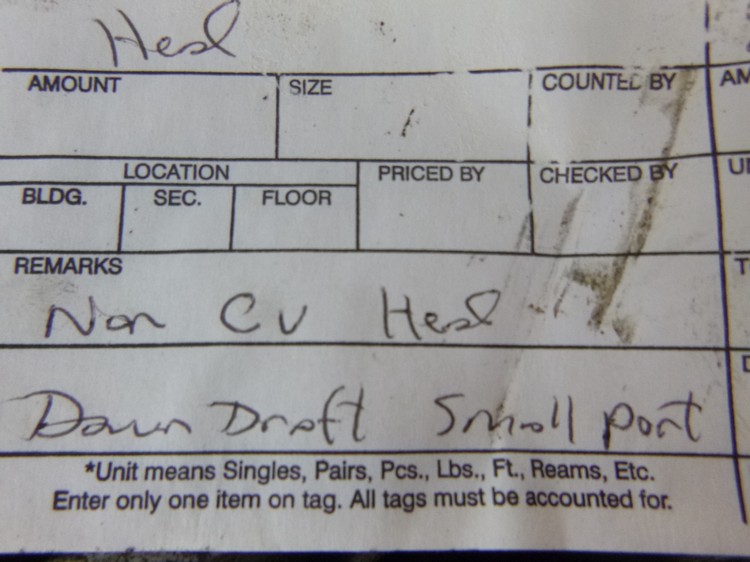 Head
AMOUNT SIZE COUNTED BY AM
LOCATION PRICED BY CHECKED BY
BLDG. SEC. FLOOR
REMARKS
Non CV Head
Down Draft Small port
*Unit means Singles, Pairs, Pcs., Lbs., Ft., Reams, Etc.
Enter only one item on tag. All tags must be accounted for.